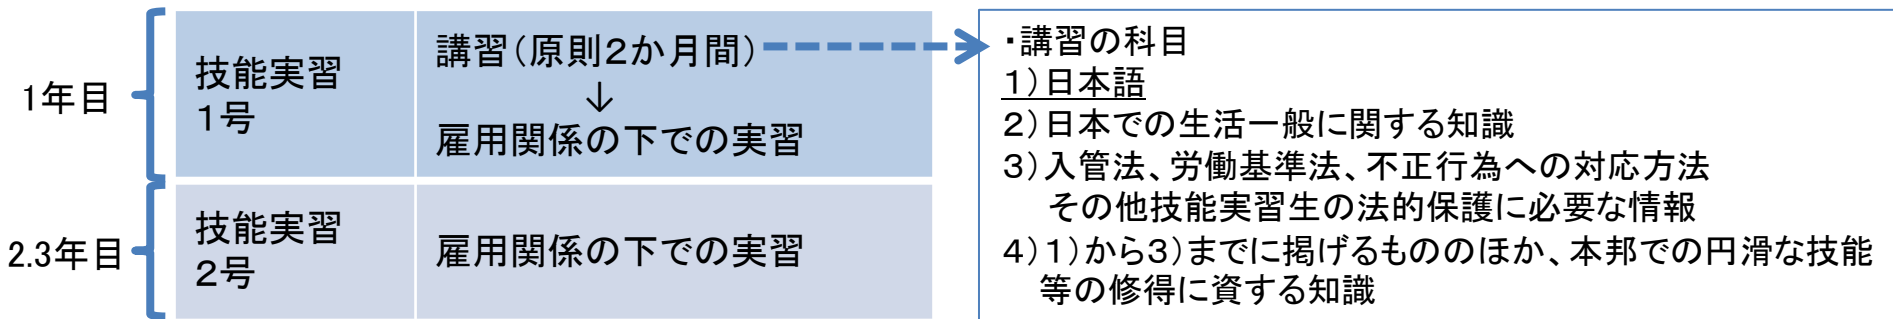 1年目
技能実習
1号
講習(原則2か月間)
↓
雇用関係の下での実習
2.3年目
技能実習
2号
雇用関係の下での実習
・講習の科目
1)日本語
2)日本での生活一般に関する知識
3)入管法、労働基準法、不正行為への対応方法
その他技能実習生の法的保護に必要な情報
4)1)から3)までに掲げるもののほか、本邦での円滑な技能
等の修得に資する知識